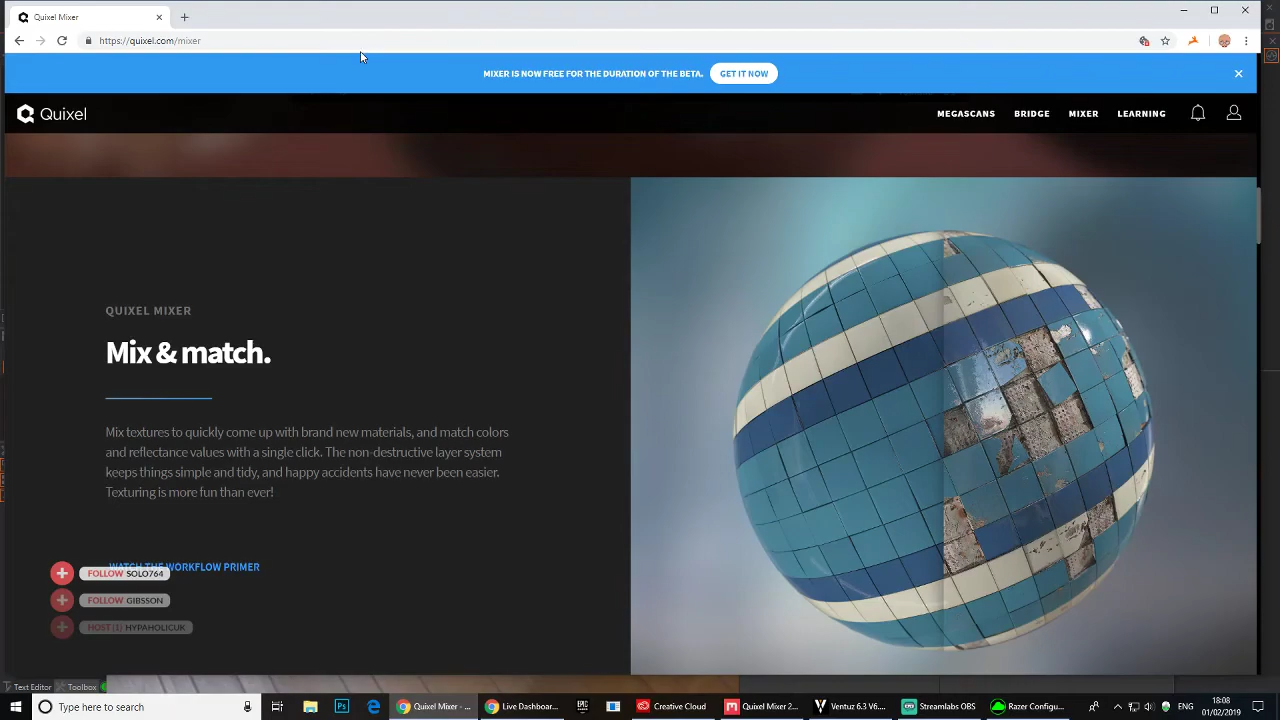 Quixel Mixer
https://quixel.com/mixer
MIXER IS NOW FREE FOR THE DURATION OF THE BETA. GET IT NOW
Quixel
MEGASCANS BRIDGE MIXER LEARNING
QUIXEL MIXER
Mix & match.
Mix textures to quickly come up with brand new materials, and match colors
and reflectance values with a single click. The non-destructive layer system
keeps things simple and tidy, and happy accidents have never been easier.
Texturing is more fun than ever!
WATCH THE WORKFLOW PRIMER
FOLLOW SOLO764
FOLLOW GIBSSON
HOST (1) HYPAHOLICUK
Text Editor Toolbox
Type here to search
Ps
Quixel Mixer - ...
Live Dashboar...
EPIC
Creative Cloud
Quixel Mixer 2...
Ventuz 6.3 V6....
Streamlabs OBS
Razer Configu...
ENG
18:08
01/02/2019